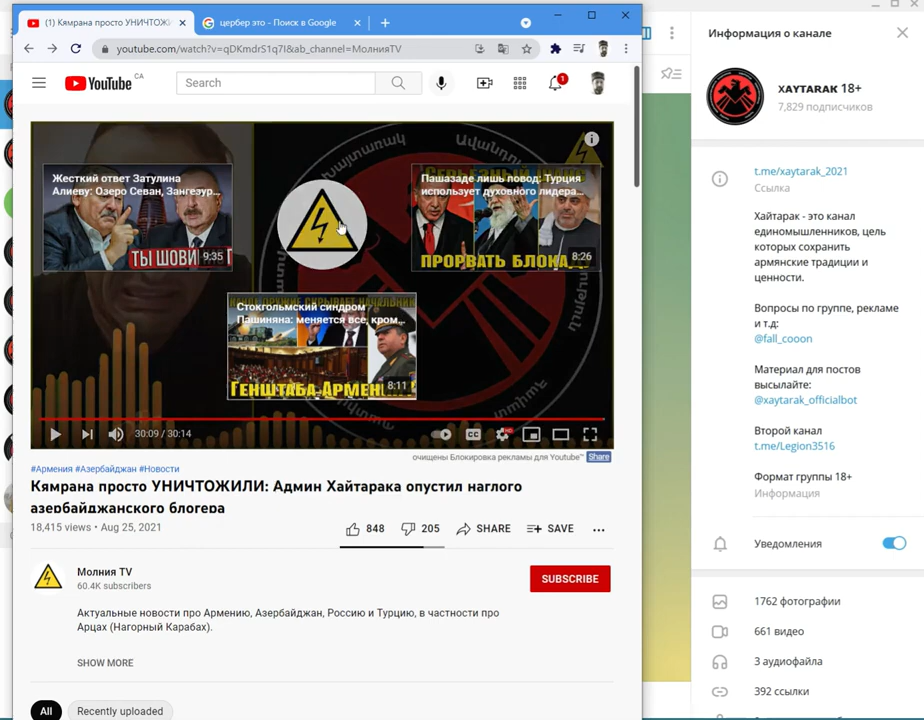 (1) Кямрана просто УНИЧТОЖИ
цербер это - Поиск в Google
youtube.com/watch?v=qDKmdrS1q7I&ab_channel=МолнияTV
YouTube CA
Search
1
Жесткий ответ Затулина
Алиеву: Озеро Севан, Зангезур...
9:35
Пашазаде лишь повод: Турция
использует духовного лидера...
ПРОРВАТЬ БЛОКАД
8:26
Стокгольмский синдром
Пашиняна: меняется все, кром...
ГЕНШТАБА АРМЕН
8:11
30:09 / 30:14
CC
HD
очищены Блокировка рекламы для Youtube™ Share
#Армения #Азербайджан #Новости
Кямрана просто УНИЧТОЖИЛИ: Админ Хайтарака опустил наглого
азербайджанского блогера
18,415 views • Aug 25, 2021
848
205
SHARE
SAVE
Молния TV
60.4K subscribers
SUBSCRIBE
Актуальные новости про Армению, Азербайджан, Россию и Турцию, в частности про
Арцах (Нагорный Карабах).
SHOW MORE
All
Recently uploaded
Информация о канале
XAYTARAK 18+
7,829 подписчиков
t.me/xaytarak_2021
Ссылка
Хайтарак - это канал
единомышленников, цель
которых сохранить
армянские традиции и
ценности.
Вопросы по группе, рекламе
и т.д:
@fall_cooon
Материал для постов
высылайте:
@xaytarak_officialbot
Второй канал
t.me/Legion3516
Формат группы 18+
Информация
Уведомления
1762 фотографии
661 видео
3 аудиофайла
392 ссылки